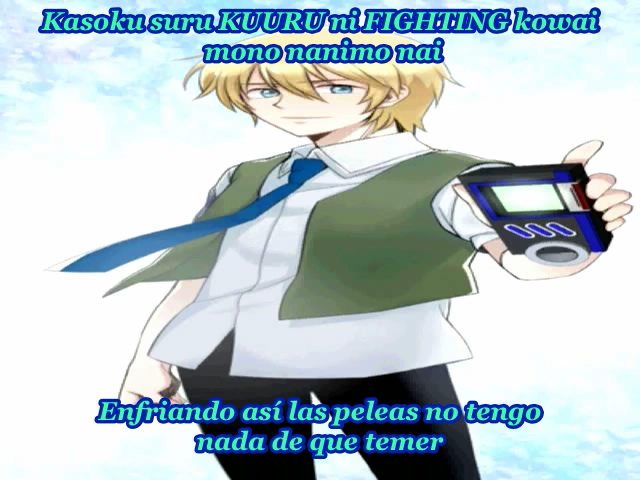 Kasoku suru KUURU ni FIGHTING kowai
mono nanimo nai
Enfriando así las peleas no tengo
nada de que temer